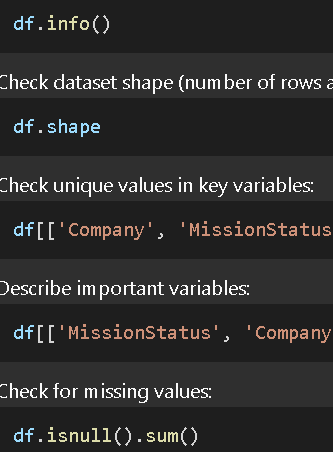 df.info()
Check dataset shape (number of rows a
df.shape
Check unique values in key variables:
df[['Company', 'MissionStatus
Describe important variables:
df[['MissionStatus', 'Company
Check for missing values:
df.isnull().sum()